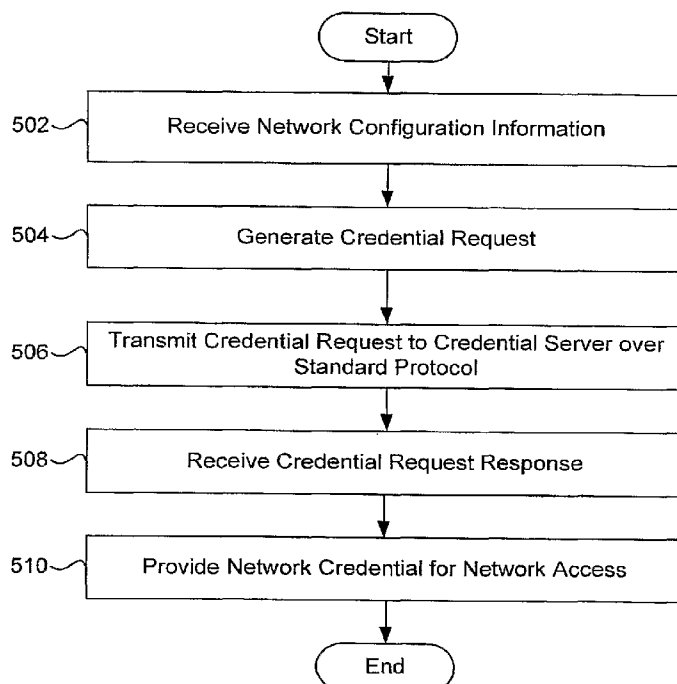 Start
502
Receive Network Configuration Information
504
Generate Credential Request
506
Transmit Credential Request to Credential Server over
Standard Protocol
508
Receive Credential Request Response
510
Provide Network Credential for Network Access
End